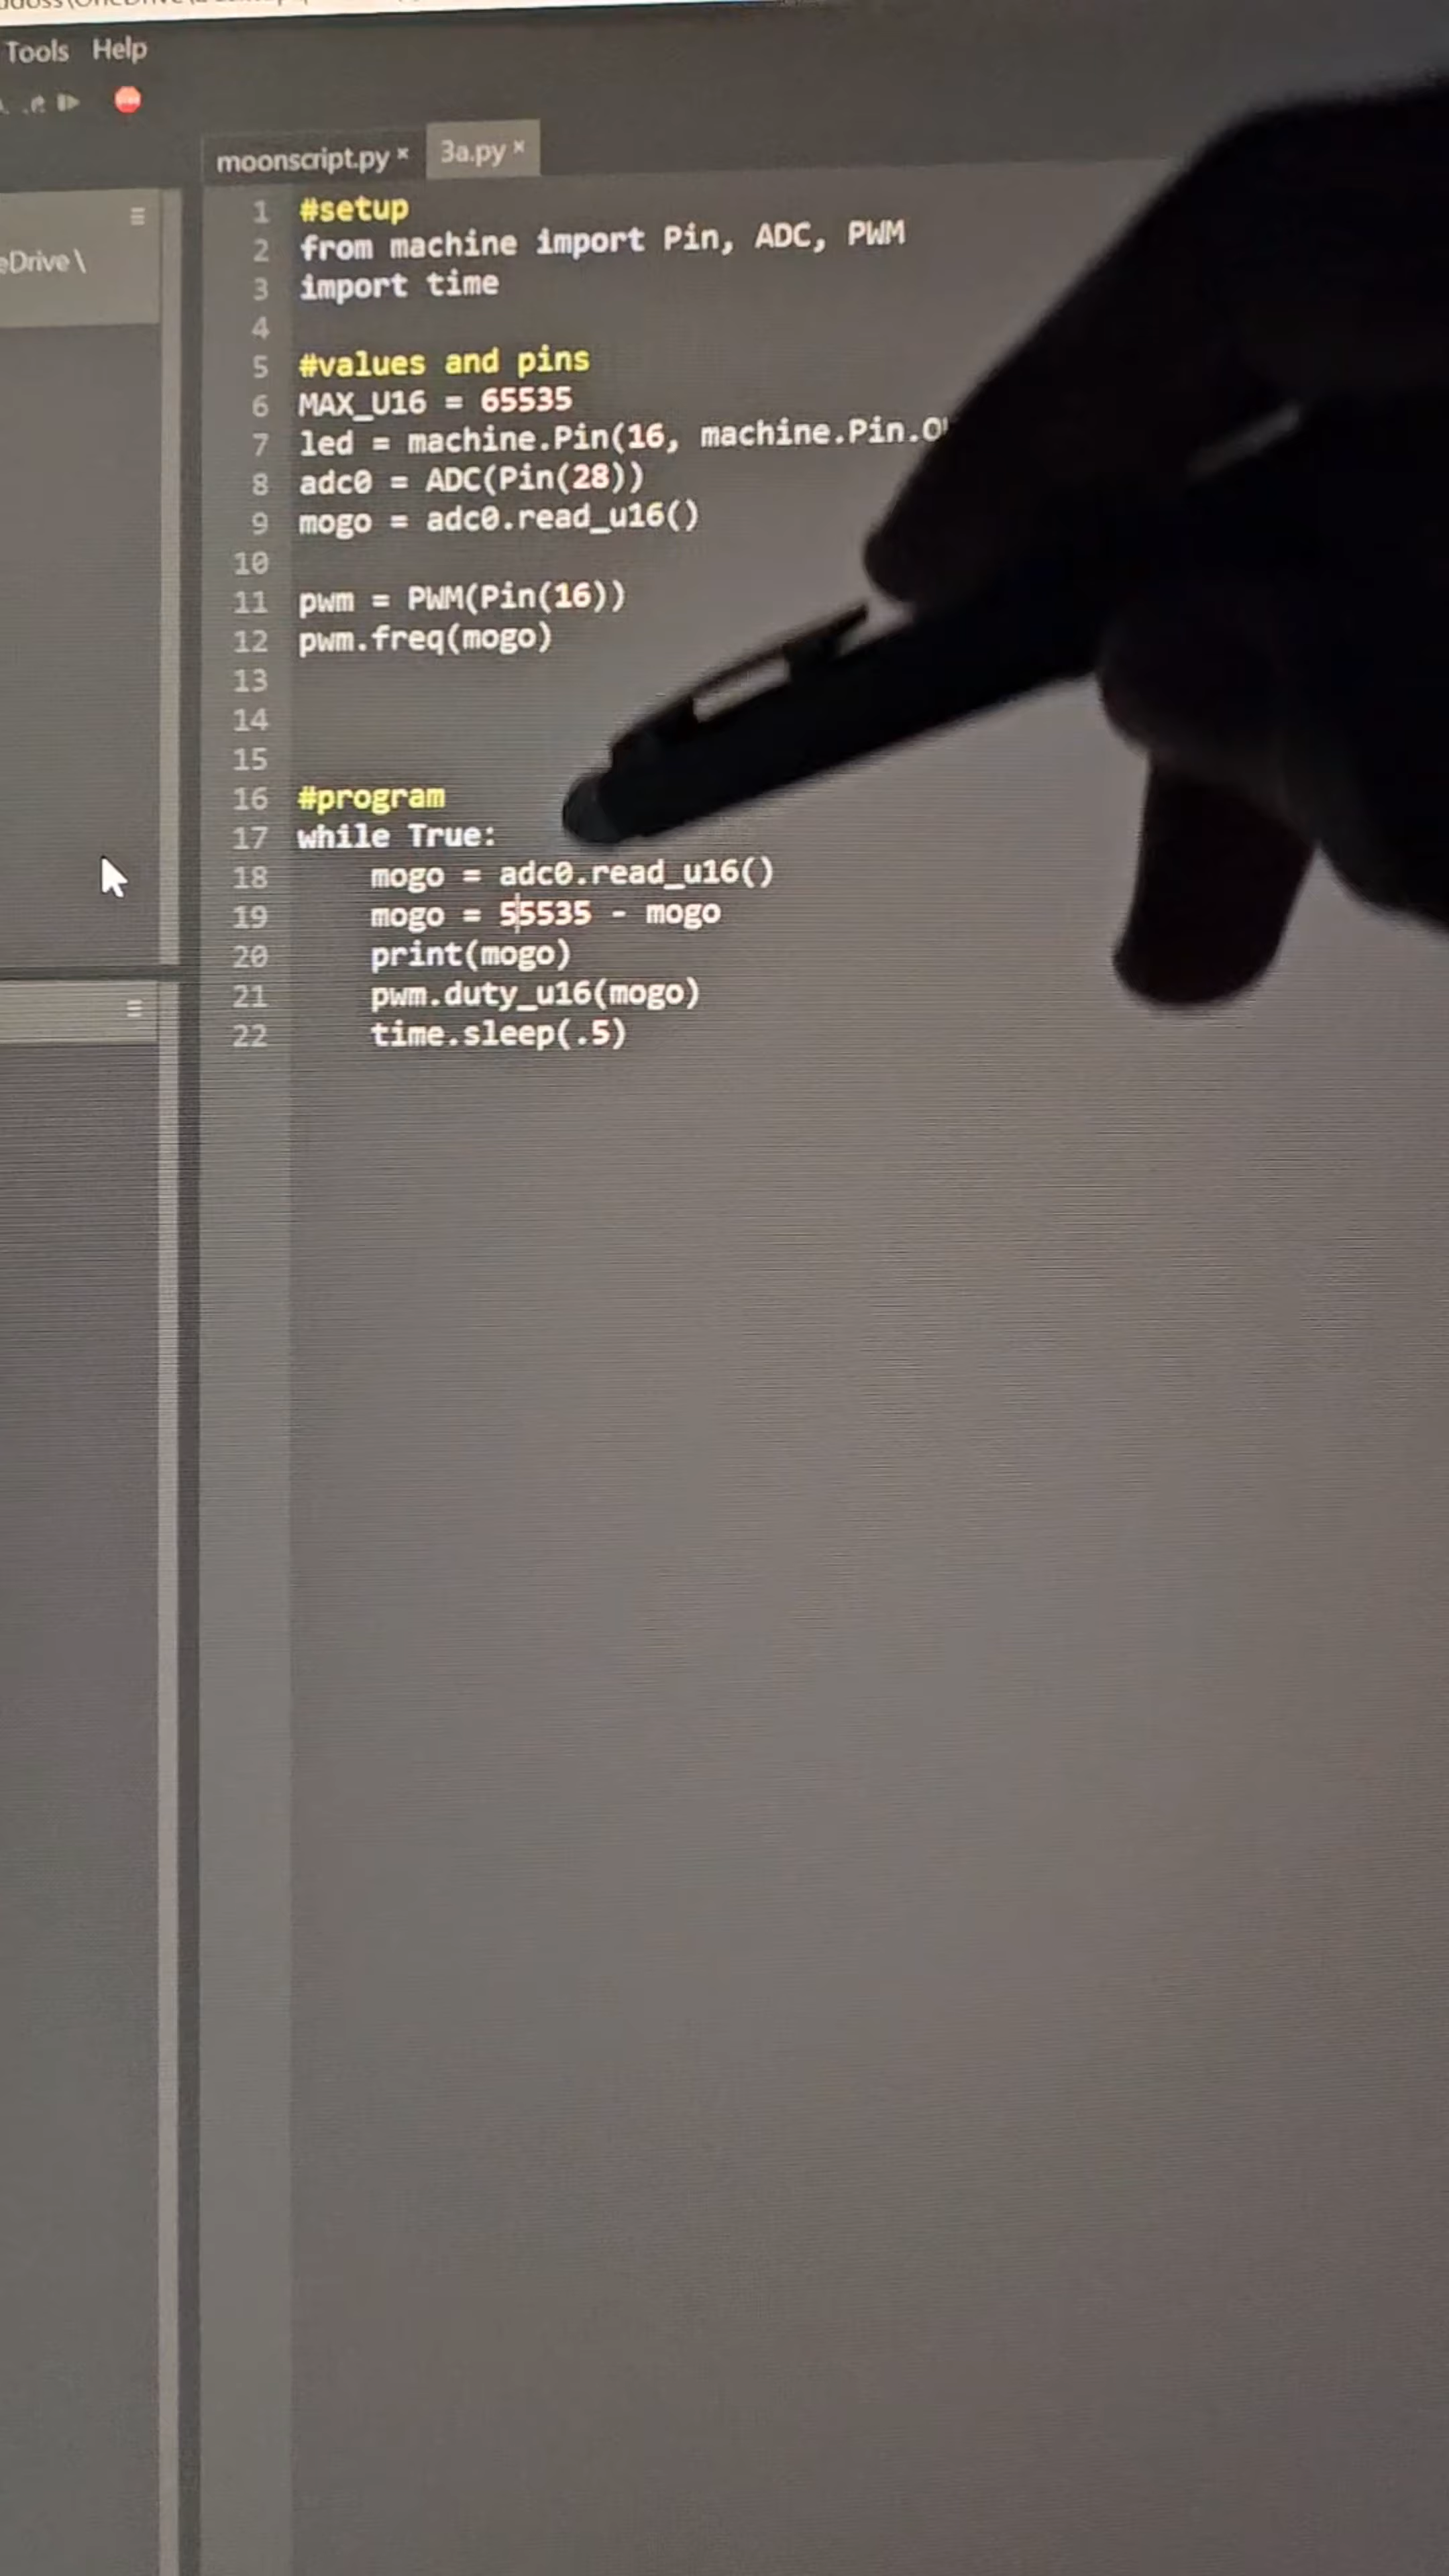 Tools Help
moonscript.py × 3a.py ×
eDrive\
1 #setup
2 from machine import Pin, ADC, PWM
3 import time
4
5 #values and pins
6 MAX_U16 = 65535
7 led = machine.Pin(16, machine.Pin.O
8 adc0 = ADC(Pin(28))
9 mogo = adc0.read_u16()
10
11 pwm = PWM(Pin(16))
12 pwm.freq(mogo)
13
14
15
16 #program
17 while True:
18 mogo = adc0.read_u16()
19 mogo = 55535 - mogo
20 print(mogo)
21 pwm.duty_u16(mogo)
22 time.sleep(.5)